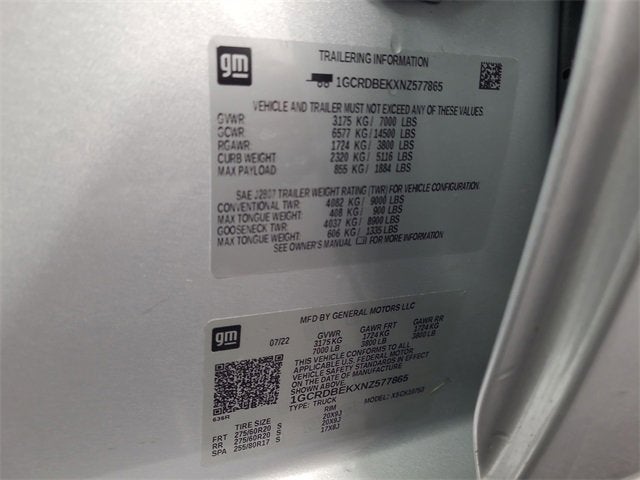 gm
TRAILERING INFORMATION
1GCRDBEKXNZ577865
VEHICLE AND TRAILER MUST NOT EXCEED ANY OF THESE VALUES
GVWR 3175 KG/ 7000 LBS
GCWR 6577 KG/ 14500 LBS
RGAWR 1724 KG/ 3800 LBS
CURB WEIGHT 2320 KG/ 5116 LBS
MAX PAYLOAD 855 KG/ 1884 LBS
SAE J2807 TRAILER WEIGHT RATING (TWR) FOR VEHICLE CONFIGURATION.
CONVENTIONAL TWR: 4082 KG/ 9000 LBS
MAX TONGUE WEIGHT: 408 KG/ 900 LBS
GOOSENECK TWR: 4037 KG/ 8900 LBS
MAX TONGUE WEIGHT: 606 KG/ 1335 LBS
SEE OWNER'S MANUAL FOR MORE INFORMATION
gm
MFD BY GENERAL MOTORS LLC
07/22 GVWR GAWR FRT GAWR RR
3175KG 1724 KG 1724 KG
7000 LB 3800 LB 3800 LB
THIS VEHICLE CONFORMS TO ALL
APPLICABLE U.S. FEDERAL MOTOR
VEHICLE SAFETY STANDARDS IN EFFECT
ON THE DATE OF MANUFACTURE
SHOWN ABOVE.
1GCRDBEKXNZ577865
TYPE: TRUCK MODEL:
TIRE SIZE RIM
FRT 275/60R20 S 20X9J
RR 275/60R20 S 20X9J
SPA 255/80R17 S 17X8J